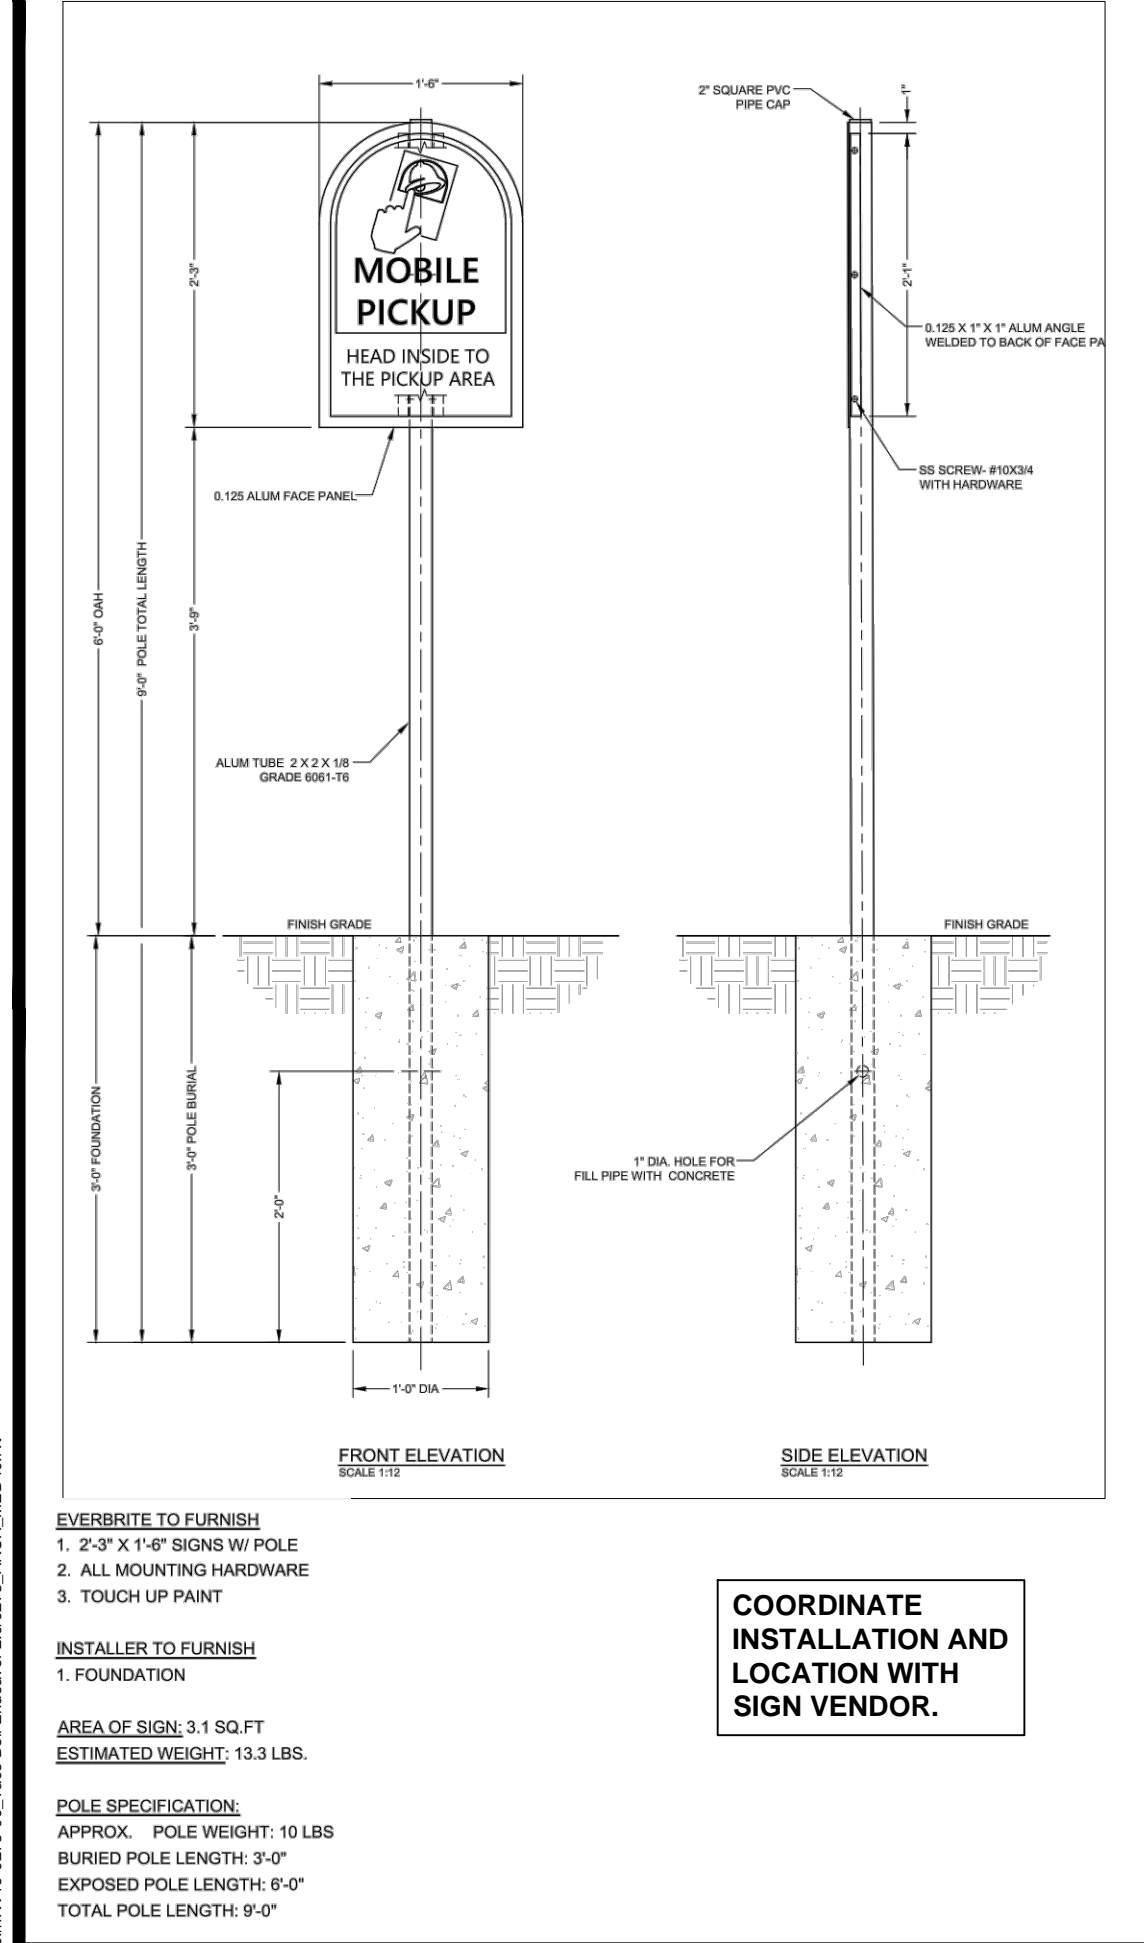 1'-6"
2" SQUARE PVC
PIPE CAP
1"
MOBILE
PICKUP
HEAD INSIDE TO
THE PICKUP AREA
2'-3"
2'-1"
0.125 X 1" X 1" ALUM ANGLE
WELDED TO BACK OF FACE PA
SS SCREW- #10X3/4
WITH HARDWARE
0.125 ALUM FACE PANEL
6'-0" OAH
9'-0" POLE TOTAL LENGTH
3'-9"
ALUM TUBE 2 X 2 X 1/8
GRADE 6061-T6
FINISH GRADE
FINISH GRADE
3'-0" FOUNDATION
3'-0" POLE BURIAL
2'-0"
1" DIA. HOLE FOR
FILL PIPE WITH CONCRETE
1'-0" DIA
FRONT ELEVATION
SCALE 1:12
SIDE ELEVATION
SCALE 1:12
EVERBRITE TO FURNISH
1. 2'-3" X 1'-6" SIGNS W/ POLE
2. ALL MOUNTING HARDWARE
3. TOUCH UP PAINT
INSTALLER TO FURNISH
1. FOUNDATION
AREA OF SIGN: 3.1 SQ.FT
ESTIMATED WEIGHT: 13.3 LBS.
POLE SPECIFICATION:
APPROX. POLE WEIGHT: 10 LBS
BURIED POLE LENGTH: 3'-0"
EXPOSED POLE LENGTH: 6'-0"
TOTAL POLE LENGTH: 9'-0"
COORDINATE
INSTALLATION AND
LOCATION WITH
SIGN VENDOR.